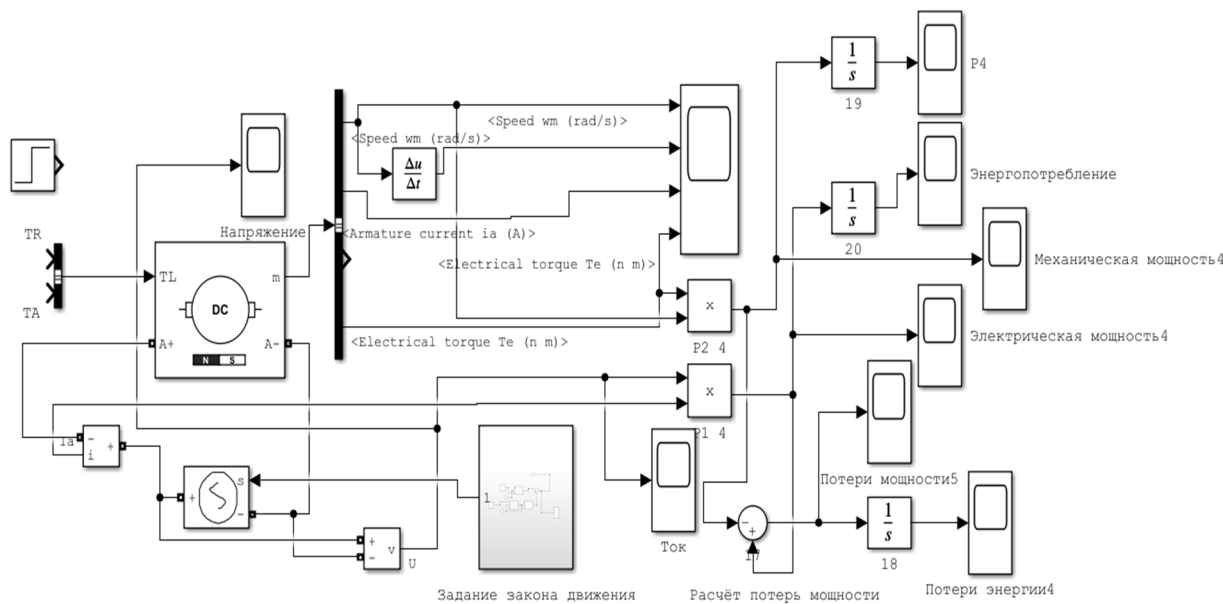 P4
1
s
19
<Speed wm (rad/s)>
<Speed wm (rad/s)>
Δu
Δt
Энергопотребление
1
s
20
TR
Напряжение
<Armature current ia (A)>
<Electrical torque Te (n m)>
Механическая мощность4
TL
m
DC
TA
x
P2 4
Электрическая мощность4
<Electrical torque Te (n m)>
A+
A-
N
S
x
P1 4
Ia
-
+
i
s
+
-
1
Потери мощности5
+
v
-
U
Ток
-
+
17
1
s
18
Задание закона движения
Расчёт потерь мощности
Потери энергии4